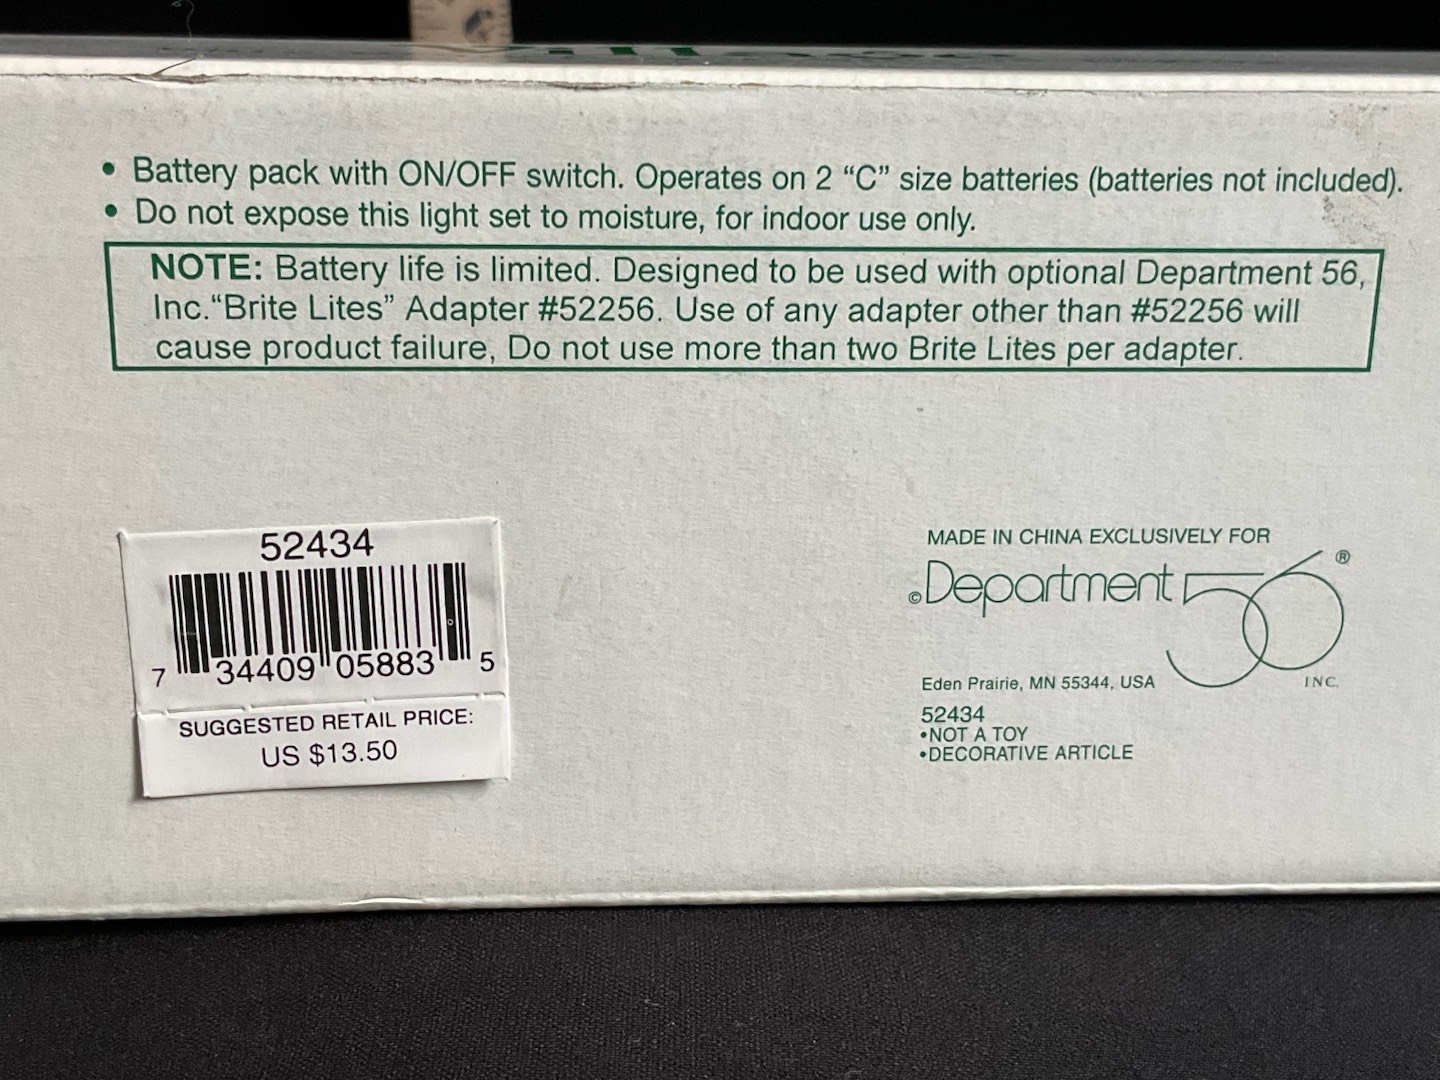 • Battery pack with ON/OFF switch. Operates on 2 “C” size batteries (batteries not included).
• Do not expose this light set to moisture, for indoor use only.
NOTE: Battery life is limited. Designed to be used with optional Department 56,
Inc.“Brite Lites” Adapter #52256. Use of any adapter other than #52256 will
cause product failure, Do not use more than two Brite Lites per adapter.
52434
7 34409 05883 5
SUGGESTED RETAIL PRICE:
US $13.50
MADE IN CHINA EXCLUSIVELY FOR
© Department 56 ®
INC.
Eden Prairie, MN 55344, USA
52434
•NOT A TOY
•DECORATIVE ARTICLE